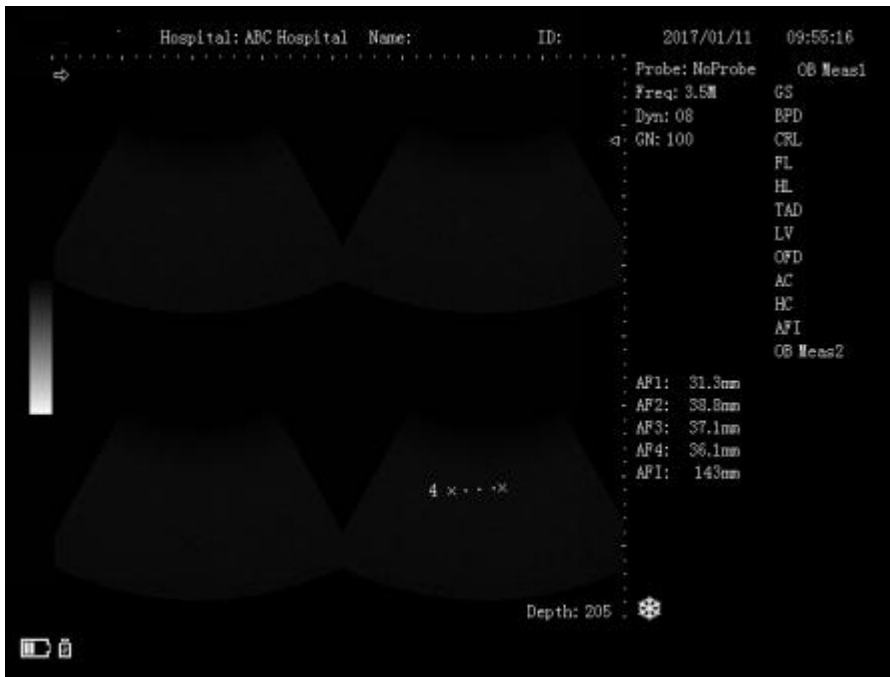 Hospital: ABC Hospital Name: ID: 2017/01/11 09:55:16
Probe: NoProbe
Freq: 3.5M
Dyn: 08
GN: 100
OB Meas1
GS
BPD
CRL
FL
HL
TAD
LV
OFD
AC
HC
AFI
OB Meas2
AF1: 31.3mm
AF2: 38.8mm
AF3: 37.1mm
AF4: 36.1mm
AFI: 143mm
4
Depth: 205